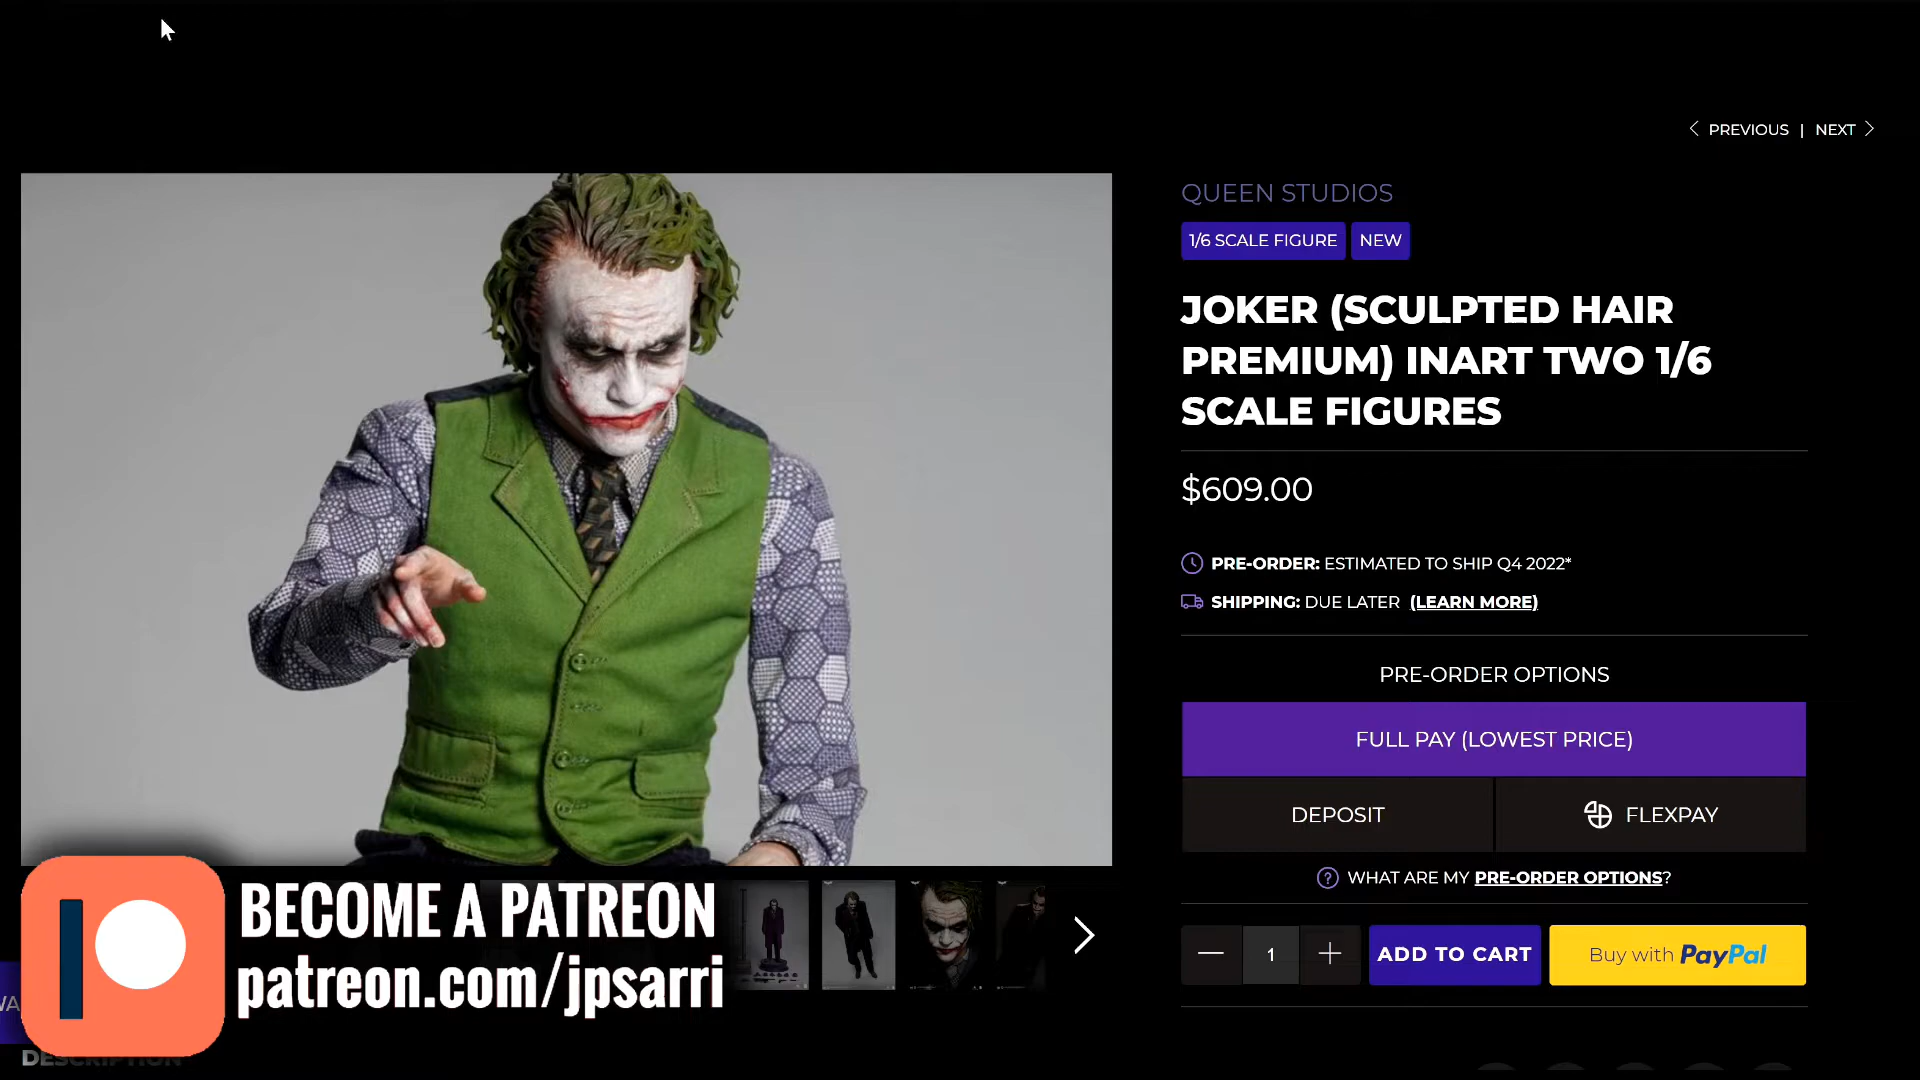 PREVIOUS | NEXT
QUEEN STUDIOS
1/6 SCALE FIGURE NEW
JOKER (SCULPTED HAIR
PREMIUM) INART TWO 1/6
SCALE FIGURES
$609.00
PRE-ORDER: ESTIMATED TO SHIP Q4 2022*
SHIPPING: DUE LATER (LEARN MORE)
PRE-ORDER OPTIONS
FULL PAY (LOWEST PRICE)
DEPOSIT
FLEXPAY
? WHAT ARE MY PRE-ORDER OPTIONS?
1
ADD TO CART
Buy with PayPal
BECOME A PATREON
patreon.com/jpsarri
DESCRIPTION